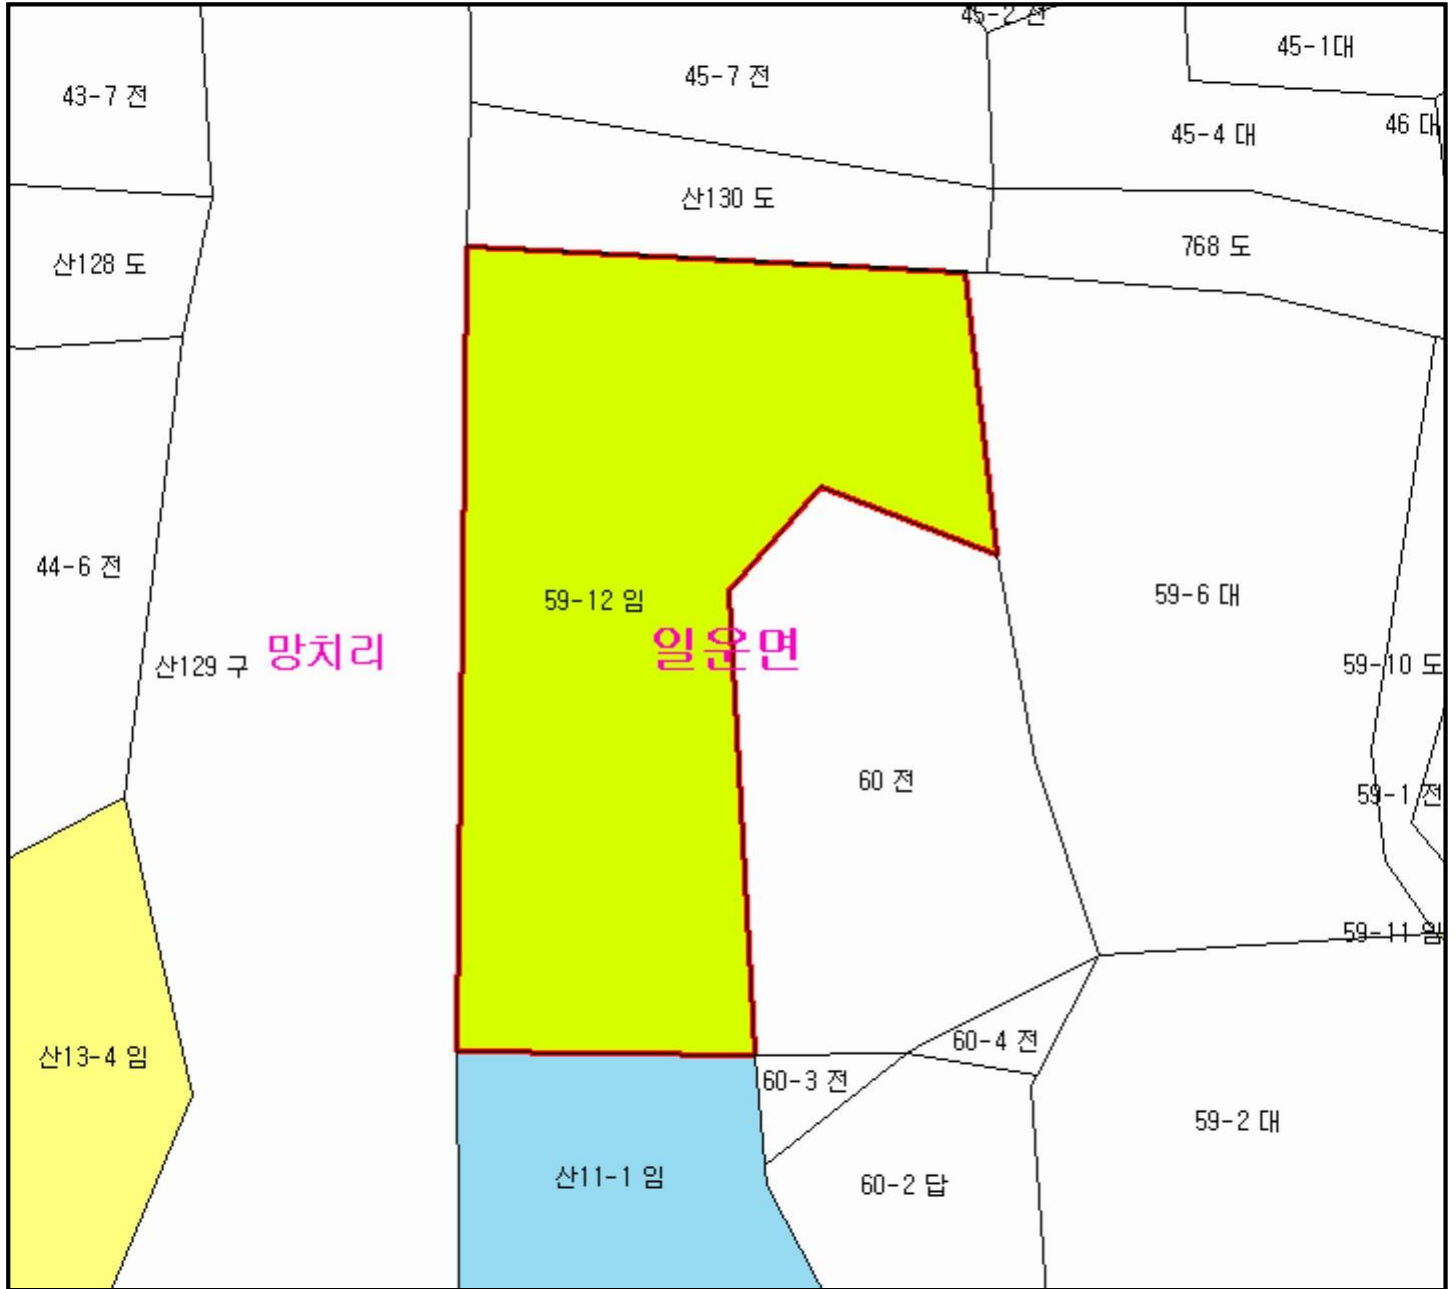 45-2 전
45-1대
43-7 전
45-7 전
45-4 대
46 대
산130 도
산128 도
768 도
44-6 전
59-12 임
59-6 대
산129 구
망치리
일운면
59-10 도
60 전
59-1 전
59-11 임
산13-4 임
60-4 전
60-3 전
59-2 대
산11-1 임
60-2 답